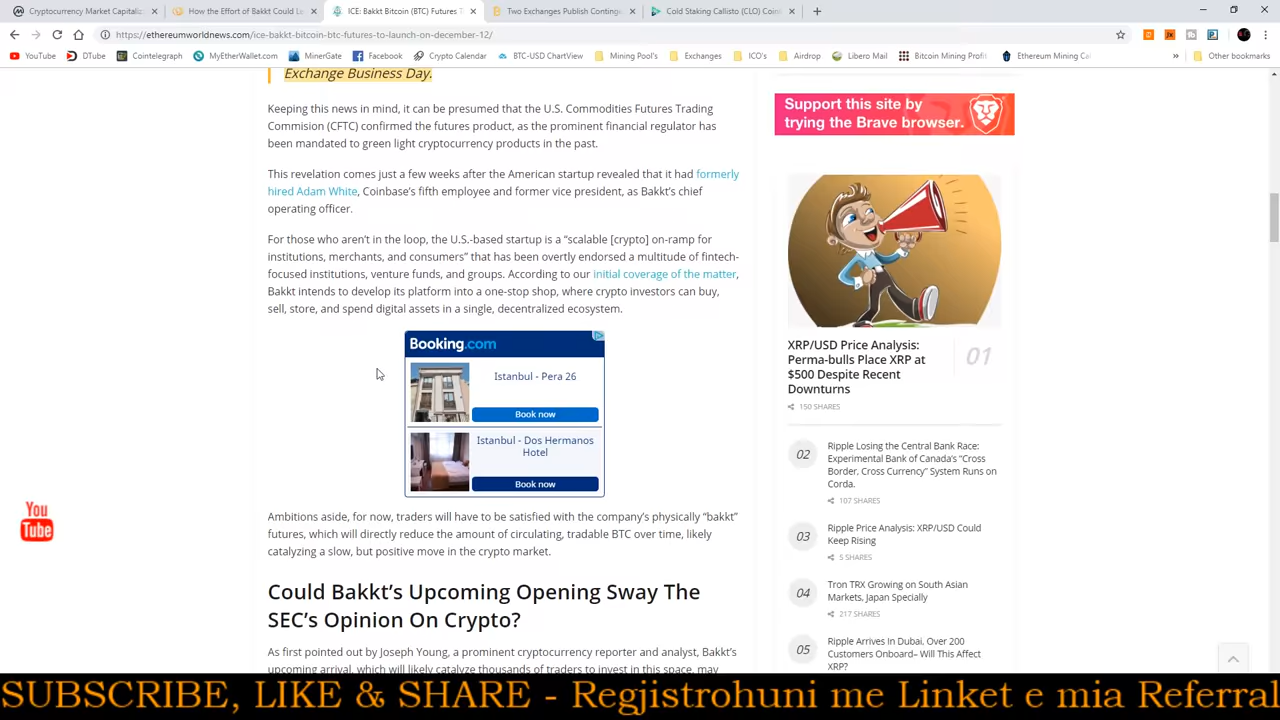 Cryptocurrency Market Capitaliz
How the Effort of Bakkt Could Le
ICE: Bakkt Bitcoin (BTC) Futures T
Two Exchanges Publish Conting
Cold Staking Callisto (CLO) Coin
https://ethereumworldnews.com/ice-bakkt-bitcoin-btc-futures-to-launch-on-december-12/
YouTube
DTube
Cointelegraph
MyEtherWallet.com
MinerGate
Facebook
Crypto Calendar
BTC-USD ChartView
Mining Pool's
Exchanges
ICO's
Airdrop
Libero Mail
Bitcoin Mining Profit
Ethereum Mining Ca
Other bookmarks
Exchange Business Day.
Keeping this news in mind, it can be presumed that the U.S. Commodities Futures Trading
Commision (CFTC) confirmed the futures product, as the prominent financial regulator has
been mandated to green light cryptocurrency products in the past.
This revelation comes just a few weeks after the American startup revealed that it had formerly
hired Adam White, Coinbase's fifth employee and former vice president, as Bakkt's chief
operating officer.
For those who aren't in the loop, the U.S.-based startup is a “scalable [crypto] on-ramp for
institutions, merchants, and consumers” that has been overtly endorsed a multitude of fintech-
focused institutions, venture funds, and groups. According to our initial coverage of the matter,
Bakkt intends to develop its platform into a one-stop shop, where crypto investors can buy,
sell, store, and spend digital assets in a single, decentralized ecosystem.
Booking.com
Istanbul - Pera 26
Book now
Istanbul - Dos Hermanos
Hotel
Book now
Ambitions aside, for now, traders will have to be satisfied with the company's physically “bakkt”
futures, which will directly reduce the amount of circulating, tradable BTC over time, likely
catalyzing a slow, but positive move in the crypto market.
Could Bakkt's Upcoming Opening Sway The
SEC's Opinion On Crypto?
As first pointed out by Joseph Young, a prominent cryptocurrency reporter and analyst, Bakkt's
upcoming arrival, which will likely catalyze thousands of traders to invest in this space, may
Support this site by
trying the Brave browser.
XRP/USD Price Analysis:
Perma-bulls Place XRP at
$500 Despite Recent
Downturns
01
150 SHARES
02
Ripple Losing the Central Bank Race:
Experimental Bank of Canada's “Cross
Border, Cross Currency” System Runs on
Corda.
107 SHARES
03
Ripple Price Analysis: XRP/USD Could
Keep Rising
5 SHARES
04
Tron TRX Growing on South Asian
Markets, Japan Specially
217 SHARES
05
Ripple Arrives In Dubai, Over 200
Customers Onboard– Will This Affect
XRP?
You
Tube
SUBSCRIBE, LIKE & SHARE - Regjistrohuni me Linket e mia Referral